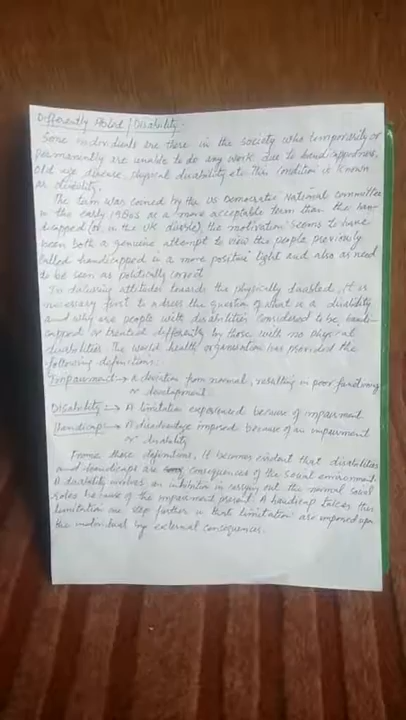 Differently Abled / Disability.
Some individuals are there in the society who temporarily or
permanently are unable to do any work due to handicappedness,
Old age disease physical disability etc. This condition is known
as disability.
The term was coined by the US Democratic National committee
in the early 1980s as a more acceptable term than the han-
dicapped (or in the UK disable), the motivation seems to have
been both a genuine attempt to view the people previously
called handicapped in a more positive light and also as need
to be seen as politically correct
attitudes towards the physically disabled, it is
necessary first to the question of what is a disability
and why are people with disabilities considered to be handi-
capped or treated differently by those with no physical
disabilities. The world health organisation has provided the
following definitions:
Impairment → A deviation from normal, resulting in poor functioning
or development.
Disability → A limitation experienced because of impairment
Handicap → A disadvantage imposed because of an impairment
or disability
From these definitions, it becomes evident that disabilities
and handicaps are consequences of the social environment.
A disability involves an inhibition in carrying out the normal social
roles because of the impairment present. A handicap takes this
limitation one step further in that limitation are imposed upon
the individual by external consequences.